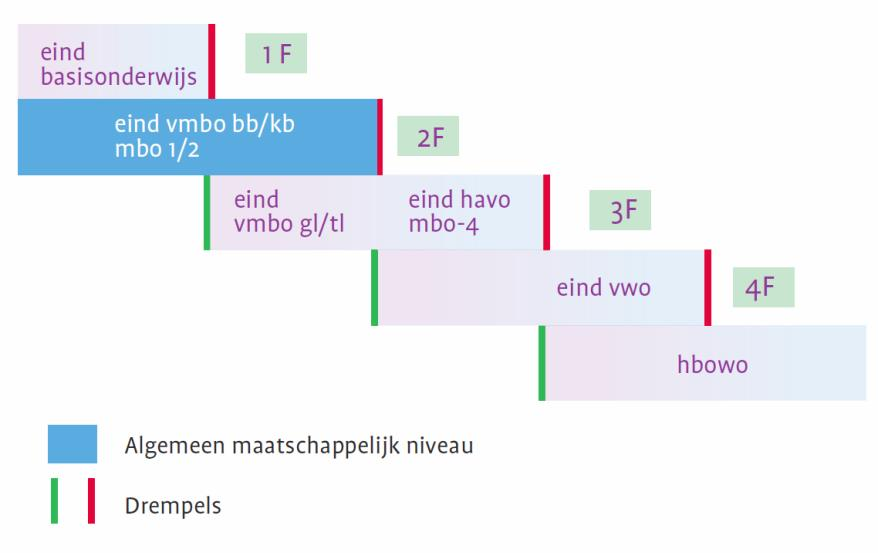 eind
basisonderwijs
1 F
eind vmbo bb/kb
mbo 1/2
2F
eind
vmbo gl/tl
eind havo
mbo-4
3F
eind vwo
4F
hbowo
Algemeen maatschappelijk niveau
Drempels